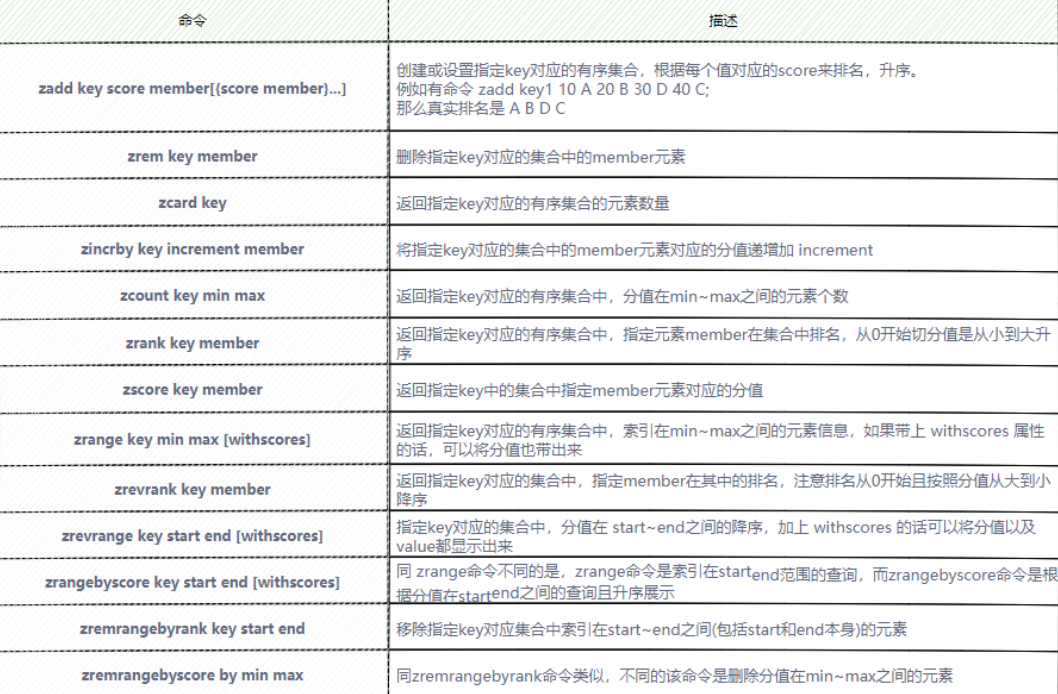 命令
描述
zadd key score member[{score member}...]
创建或设置指定key对应的有序集合，根据每个值对应的score来排名，升序。
例如有命令 zadd key1 10 A 20 B 30 D 40 C;
那么真实排名是 A B D C
zrem key member
删除指定key对应的集合中的member元素
zcard key
返回指定key对应的有序集合的元素数量
zincrby key increment member
将指定key对应的集合中的member元素对应的分值递增加 increment
zcount key min max
返回指定key对应的有序集合中，分值在min~max之间的元素个数
zrank key member
返回指定key对应的有序集合中，指定元素member在集合中排名，从0开始切分值是从小到大升
序
zscore key member
返回指定key中的集合中指定member元素对应的分值
zrange key min max [withscores]
返回指定key对应的有序集合中，索引在min~max之间的元素信息，如果带上 withscores 属性
的话，可以将分值也带出来
zrevrank key member
返回指定key对应的集合中，指定member在其中的排名，注意排名从0开始且按照分值从大到小
降序
zrevrange key start end [withscores]
指定key对应的集合中，分值在 start~end之间的降序，加上 withscores 的话可以将分值以及
value都显示出来
zrangebyscore key start end [withscores]
同 zrange命令不同的是，zrange命令是索引在startend范围的查询，而zrangebyscore命令是根
据分值在startend之间的查询且升序展示
zremrangebyrank key start end
移除指定key对应集合中索引在start~end之间(包括start和end本身)的元素
zremrangebyscore by min max
同zremrangebyrank命令类似，不同的该命令是删除分值在min~max之间的元素